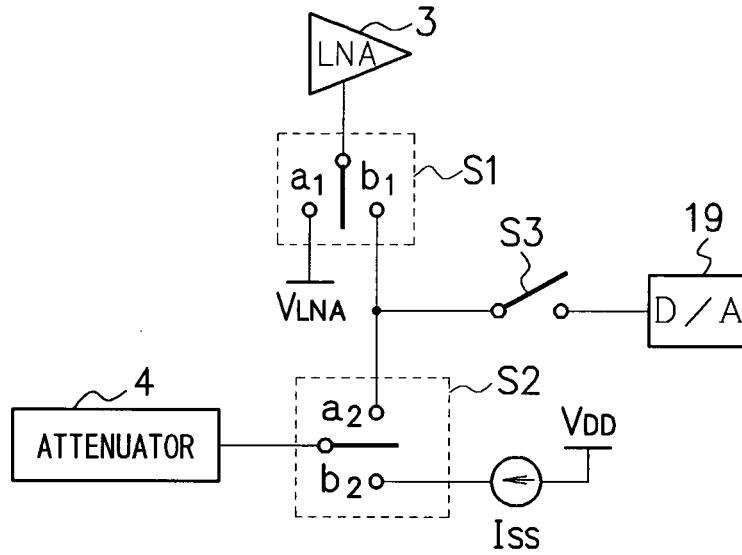 3
LNA
a1 b1
S1
VLNA
S3
19
D/A
4
ATTENUATOR
S2
a2
b2
VDD
ISS